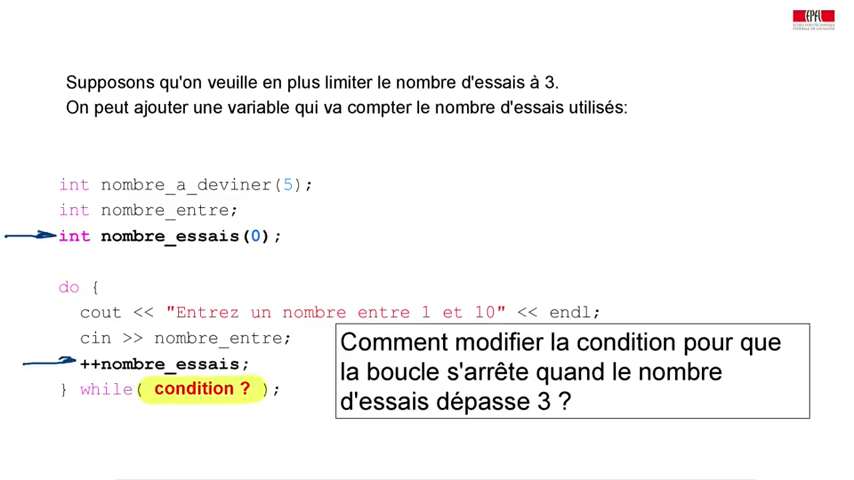 EPFL
Supposons qu'on veuille en plus limiter le nombre d'essais à 3.
On peut ajouter une variable qui va compter le nombre d'essais utilisés:
int nombre_a_deviner(5);
int nombre_entre;
int nombre_essais(0);
do {
cout << "Entrez un nombre entre 1 et 10" << endl;
cin >> nombre_entre;
++nombre_essais;
} while( condition ? );
Comment modifier la condition pour que
la boucle s'arrête quand le nombre
d'essais dépasse 3 ?